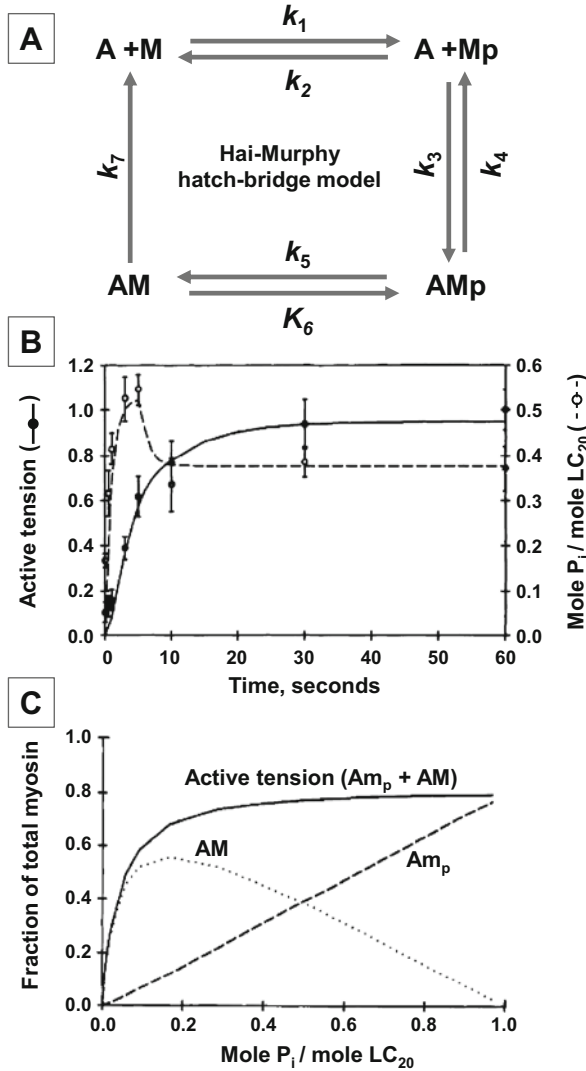 A
k1
A +M
A +Mp
k2
k7
Hai-Murphy
hatch-bridge model
k3
k4
k5
AM
AMp
K6
B
1.2
1.0
0.8
0.6
0.4
0.2
0.0
Active tension (—●—)
0.6
0.5
0.4
0.3
0.2
0.1
0.0
Mole Pi / mole LC20 (--○--)
0
10
20
30
40
50
60
Time, seconds
C
1.0
0.8
0.6
0.4
0.2
0.0
Fraction of total myosin
Active tension (Amp + AM)
AM
Amp
0.0
0.2
0.4
0.6
0.8
1.0
Mole Pi / mole LC20